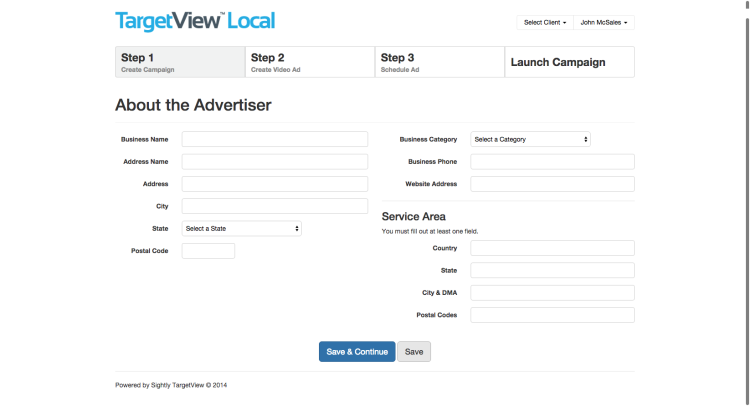 TargetView™ Local
Select Client
John McSales
Step 1
Create Campaign
Step 2
Create Video Ad
Step 3
Schedule Ad
Launch Campaign
About the Advertiser
Business Name
Address Name
Address
City
State
Select a State
Postal Code
Business Category
Select a Category
Business Phone
Website Address
Service Area
You must fill out at least one field.
Country
State
City & DMA
Postal Codes
Save & Continue
Save
Powered by Sightly TargetView © 2014